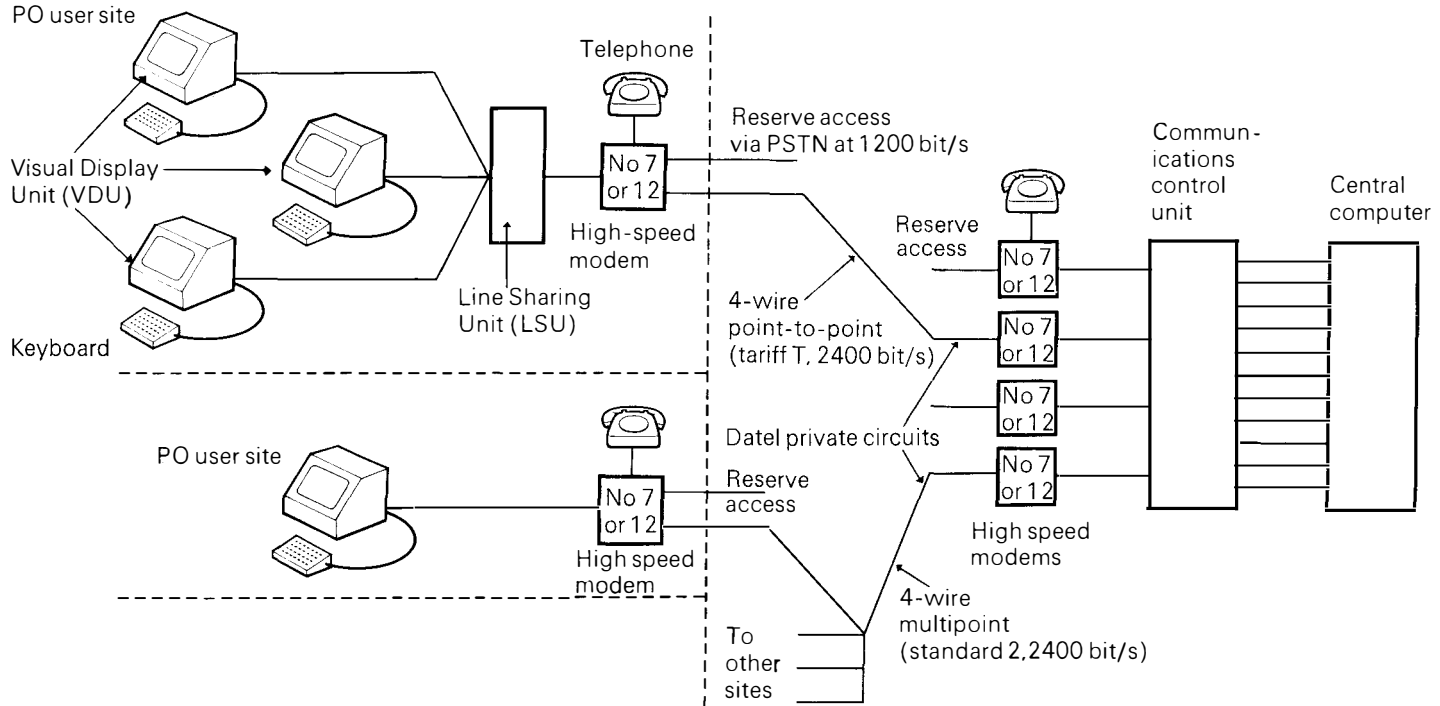 PO user site
Visual Display
Unit (VDU)
Keyboard
Telephone
No 7
or 12
High-speed
modem
Line Sharing
Unit (LSU)
Reserve access
via PSTN at 1200 bit/s
4-wire
point-to-point
(tariff T, 2400 bit/s)
Reserve
access
No 7
or 12
No 7
or 12
No 7
or 12
No 7
or 12
High speed
modems
Commun-
ications
control
unit
Central
computer
Datel private circuits
PO user site
No 7
or 12
High speed
modem
Reserve
access
4-wire
multipoint
(standard 2,2400 bit/s)
To
other
sites